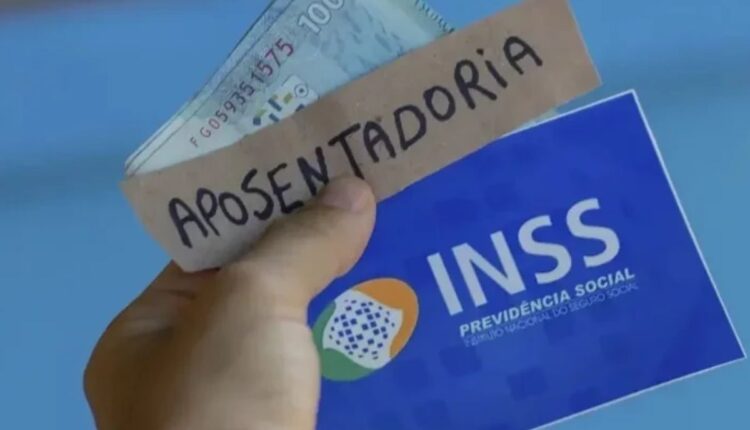 100
FG059351575
APOSENTADORIA
INSS
PREVIDÊNCIA SOCIAL
INSTITUTO NACIONAL DO SEGURO SOCIAL